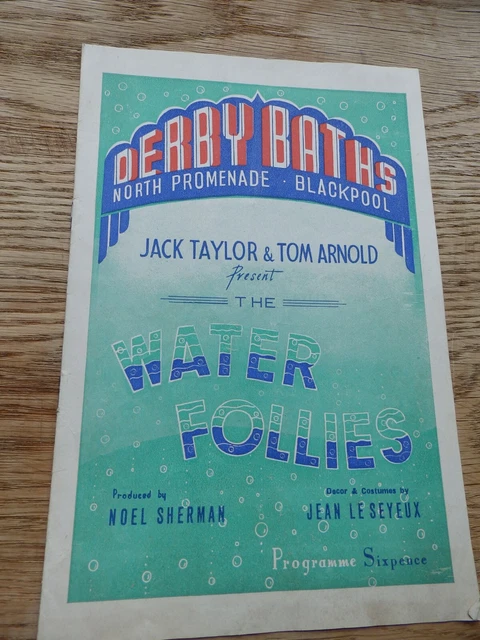 DERBY BATHS
NORTH PROMENADE BLACKPOOL
JACK TAYLOR & TOM ARNOLD
Present
THE
WATER
FOLLIES
Produced by
NOEL SHERMAN
Decor & Costumes by
JEAN LE SEYEUX
Programme Sixpence